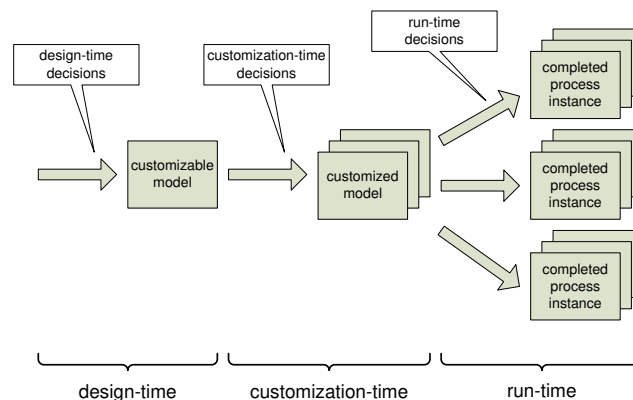 design-time
decisions
customization-time
decisions
run-time
decisions
customizable
model
customized
model
completed
process
instance
completed
process
instance
completed
process
instance
design-time
customization-time
run-time